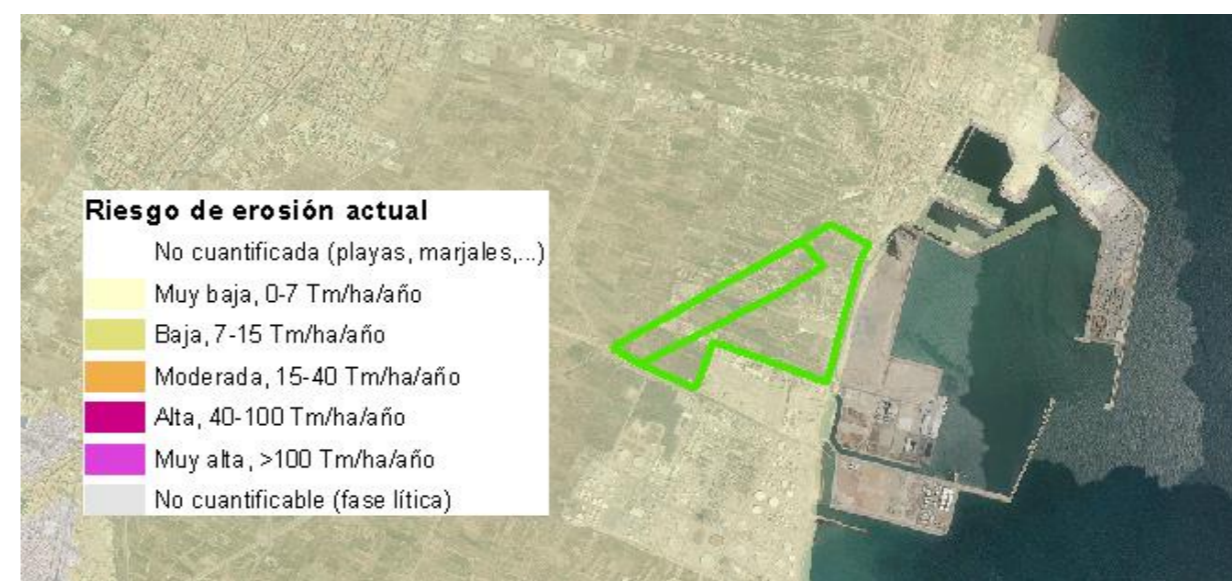 Riesgo de erosión actual
No cuantificada (playas, marjales,...)
Muy baja, 0-7 Tm/ha/año
Baja, 7-15 Tm/ha/año
Moderada, 15-40 Tm/ha/año
Alta, 40-100 Tm/ha/año
Muy alta, >100 Tm/ha/año
No cuantificable (fase lítica)